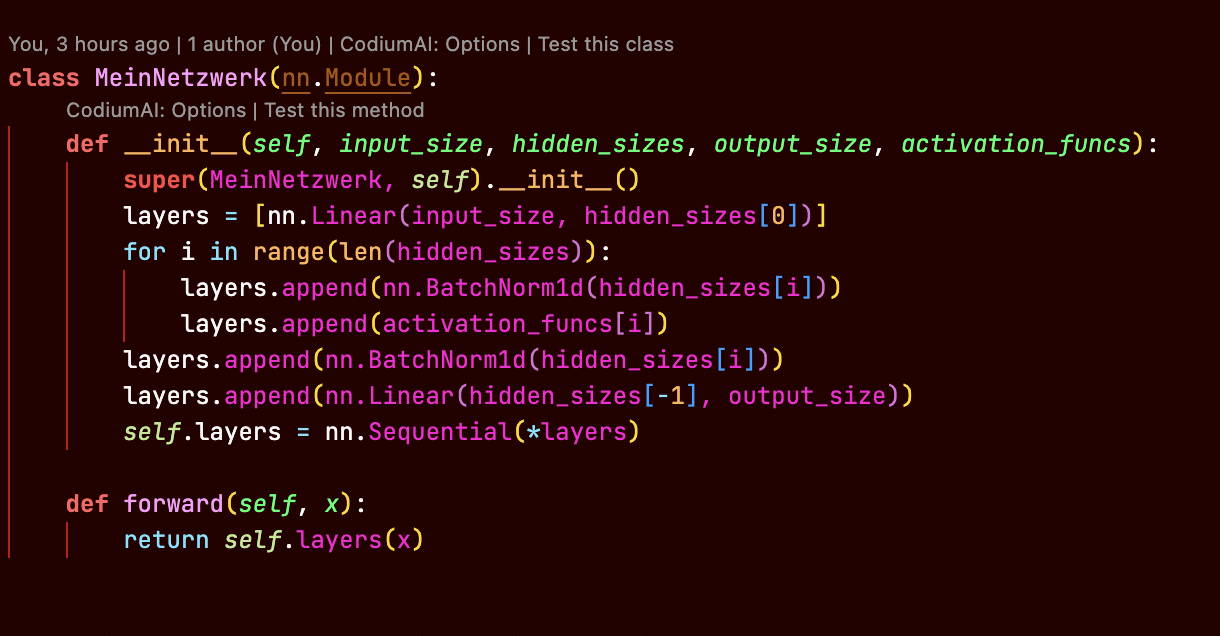 You, 3 hours ago | 1 author (You) | CodiumAI: Options | Test this class
class MeinNetzwerk(nn.Module):
    CodiumAI: Options | Test this method
    def __init__(self, input_size, hidden_sizes, output_size, activation_funcs):
        super(MeinNetzwerk, self).__init__()
        layers = [nn.Linear(input_size, hidden_sizes[0])]
        for i in range(len(hidden_sizes)):
            layers.append(nn.BatchNorm1d(hidden_sizes[i]))
            layers.append(activation_funcs[i])
        layers.append(nn.BatchNorm1d(hidden_sizes[i]))
        layers.append(nn.Linear(hidden_sizes[-1], output_size))
        self.layers = nn.Sequential(*layers)
    def forward(self, x):
        return self.layers(x)